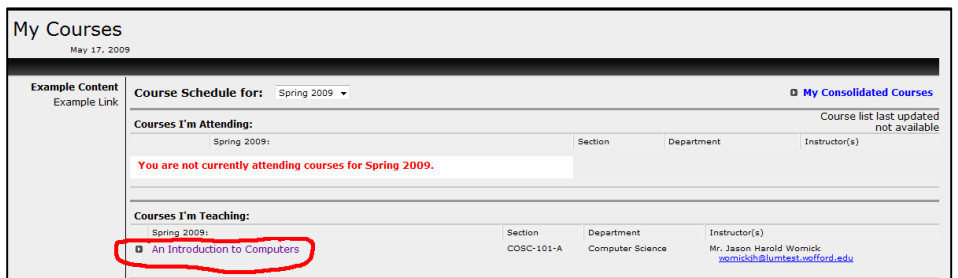 My Courses
May 17, 2009
Example Content
Example Link
Course Schedule for: Spring 2009
My Consolidated Courses
Course list last updated
not available
Courses I'm Attending:
Spring 2009: Section Department Instructor(s)
You are not currently attending courses for Spring 2009.
Courses I'm Teaching:
Spring 2009: Section Department Instructor(s)
An Introduction to Computers COSC-101-A Computer Science Mr. Jason Harold Womick
womickjh@lumtest.wofford.edu